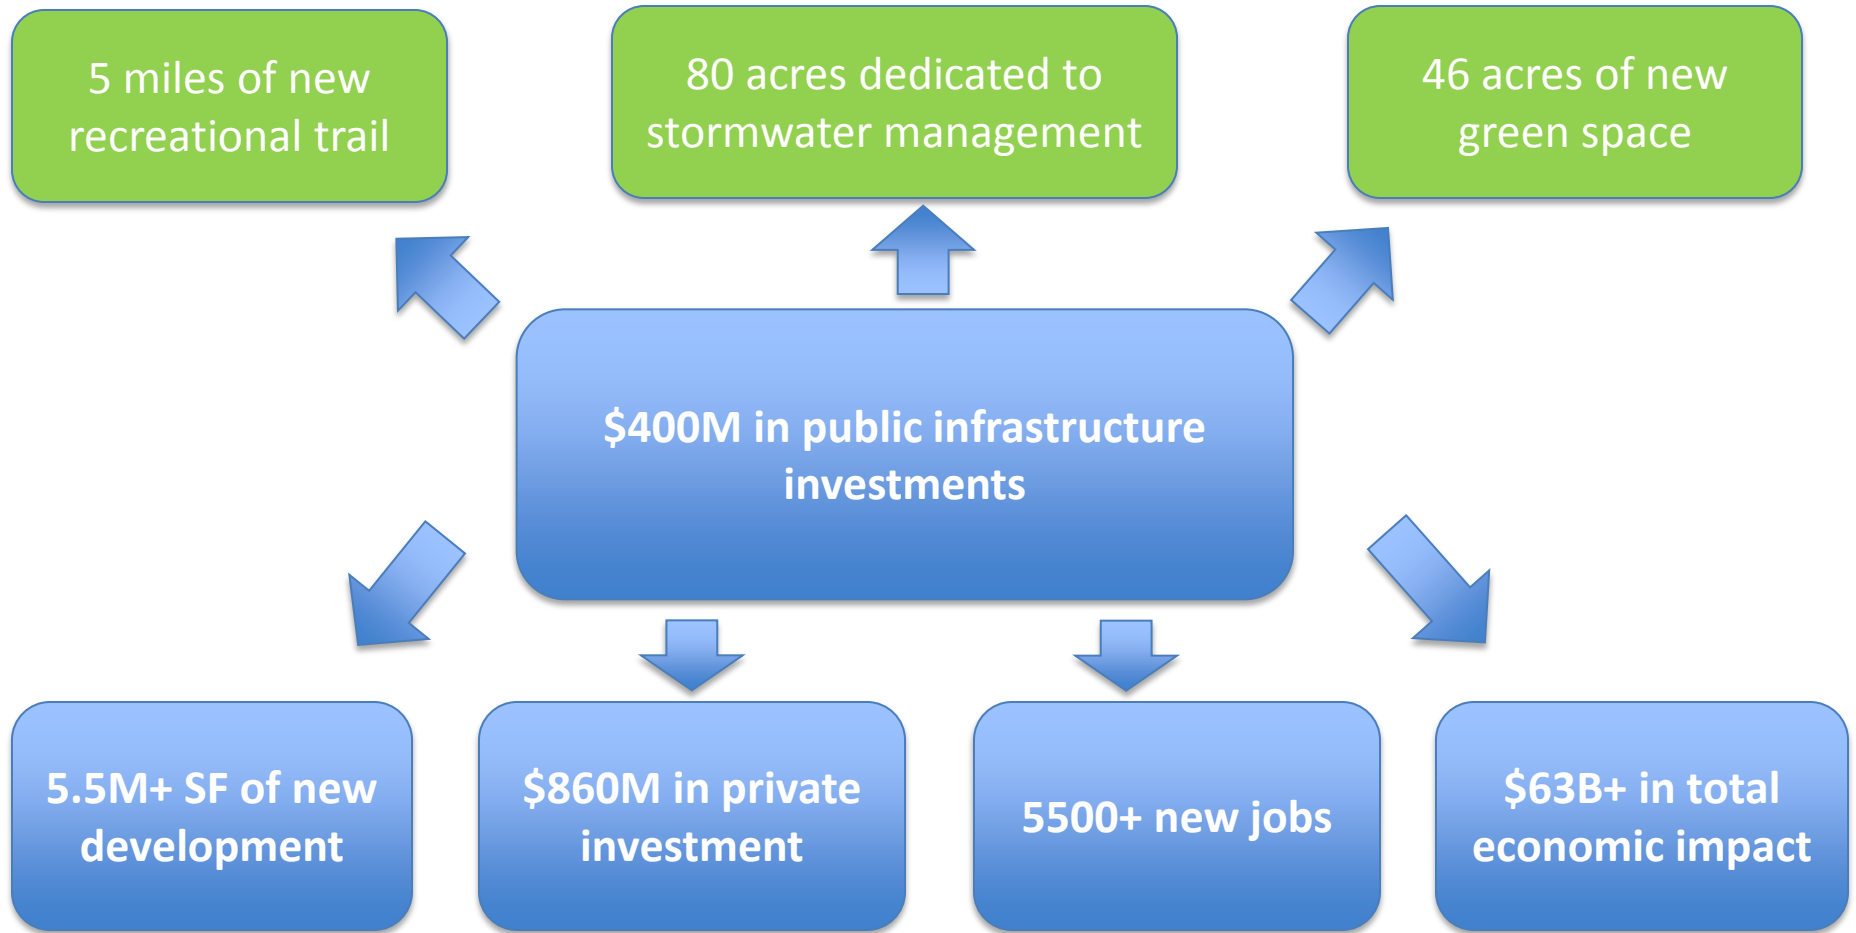 5 miles of new
recreational trail
80 acres dedicated to
stormwater management
46 acres of new
green space
$400M in public infrastructure
investments
5.5M+ SF of new
development
$860M in private
investment
5500+ new jobs
$63B+ in total
economic impact